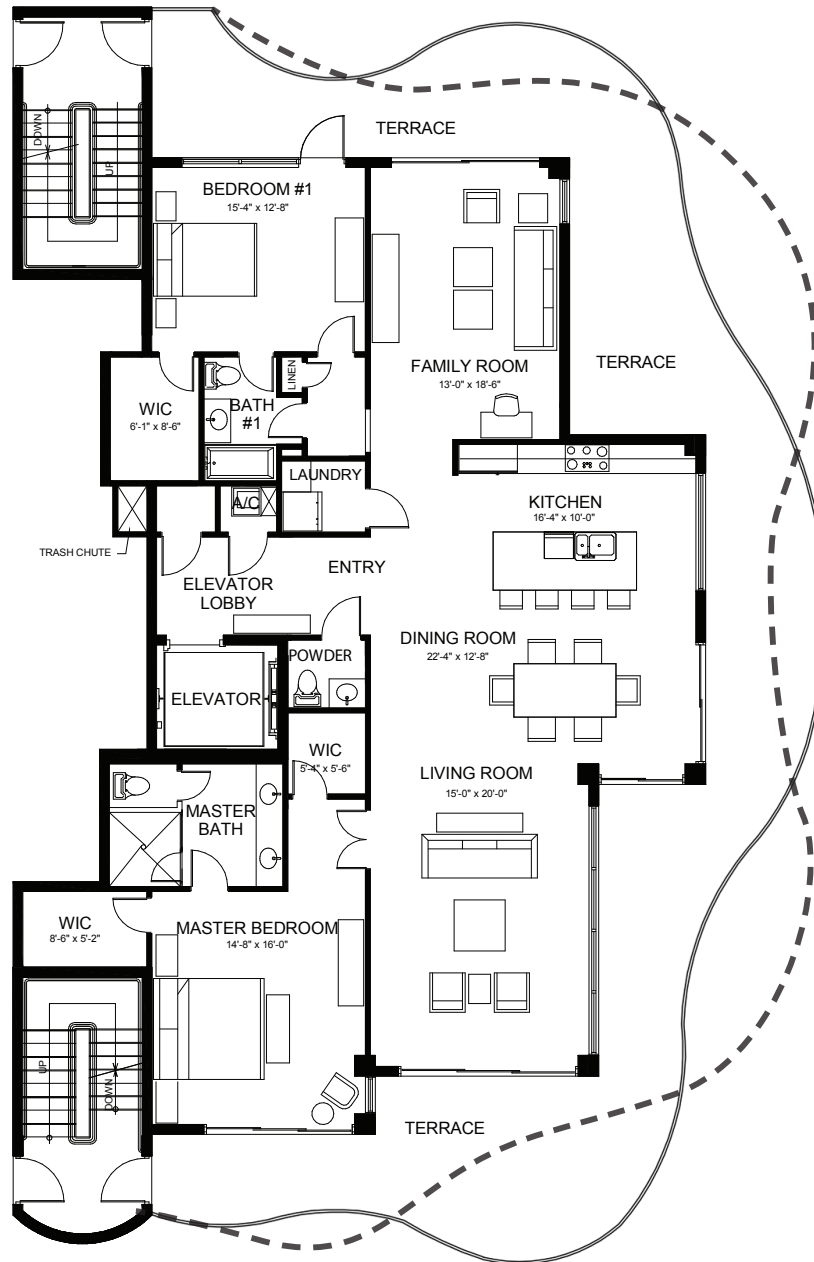 TERRACE
DOWN
UP
BEDROOM #1
15'-4" x 12'-8"
FAMILY ROOM
13'-0" x 18'-6"
TERRACE
LINEN
WIC
6'-1" x 8'-6"
BATH
#1
LAUNDRY
A/C
KITCHEN
16'-4" x 10'-0"
TRASH CHUTE
ENTRY
ELEVATOR
LOBBY
DINING ROOM
22'-4" x 12'-8"
POWDER
ELEVATOR
WIC
5'-4" x 5'-6"
LIVING ROOM
15'-0" x 20'-0"
MASTER
BATH
WIC
8'-6" x 5'-2"
MASTER BEDROOM
14'-8" x 16'-0"
UP
DOWN
TERRACE